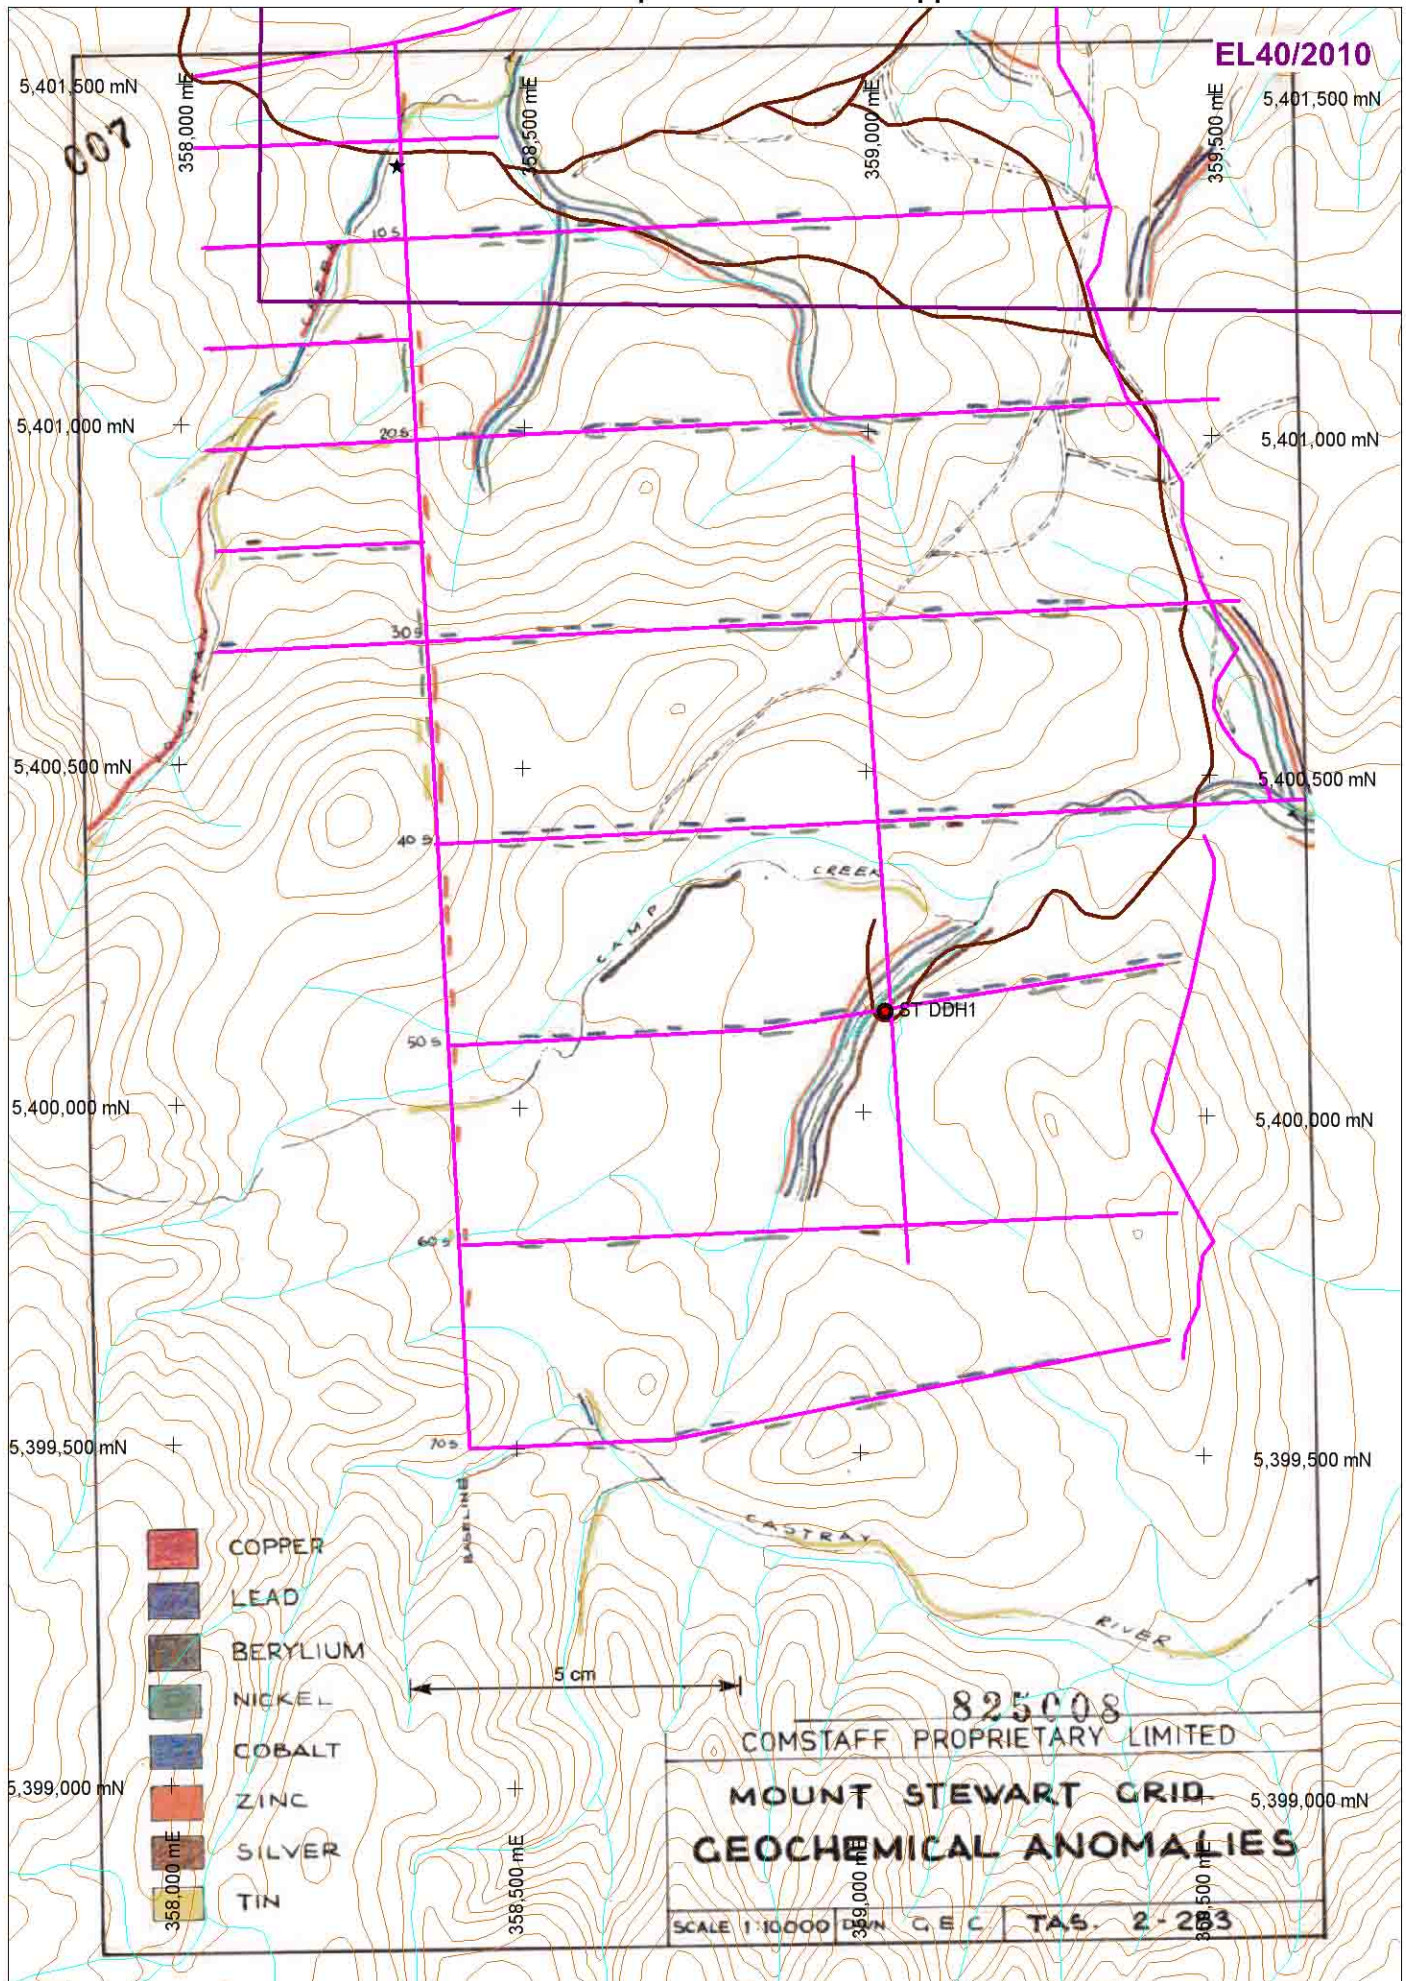 EL40/2010
5,401,500 mN
358,000 mE
358,500 mE
359,000 mE
359,500 mE
5,401,500 mN
007
10 S
5,401,000 mN
20 S
5,401,000 mN
30 S
5,400,500 mN
5,400,500 mN
40 S
CREEK
CAMP
ST DDH1
50 S
5,400,000 mN
5,400,000 mN
60 S
70 S
5,399,500 mN
5,399,500 mN
BASELINE
CASTRAY
RIVER
COPPER
LEAD
BERYLIUM
NICKEL
COBALT
ZINC
SILVER
TIN
5 cm
825008
COMSTAFF PROPRIETARY LIMITED
5,399,000 mN
MOUNT STEWART GRID
5,399,000 mN
GEOCHEMICAL ANOMALIES
358,000 mE
358,500 mE
359,000 mE
359,500 mE
SCALE 1:10000 DWN G E C TAS. 2-283